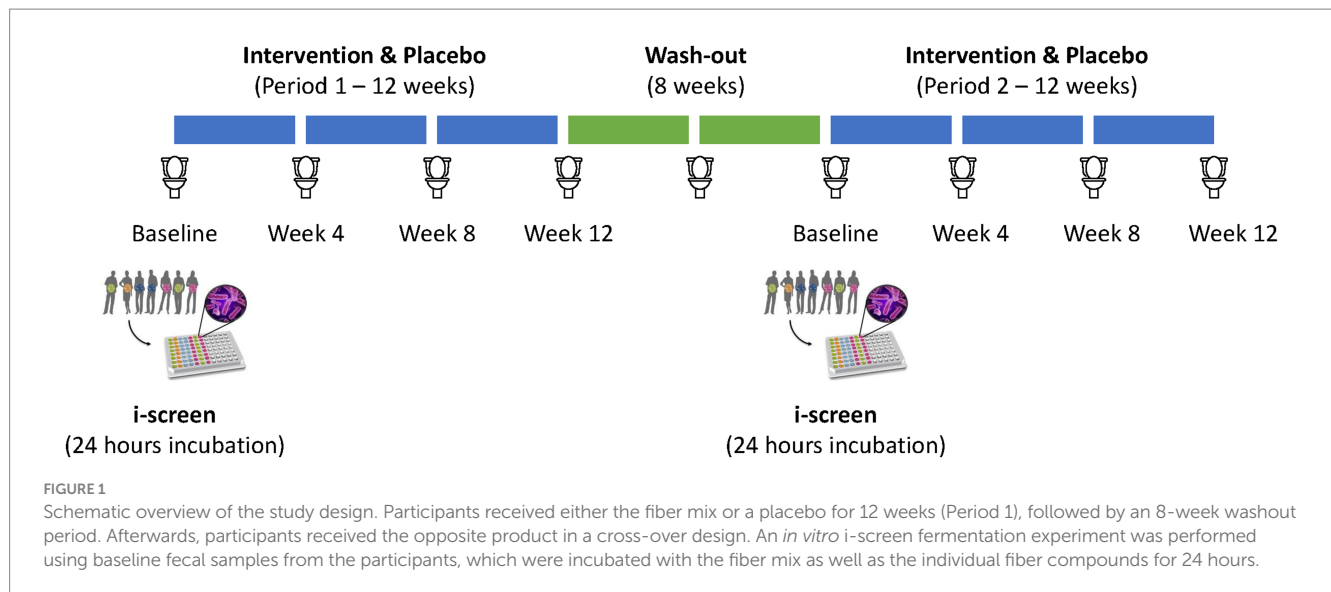 Intervention & Placebo
(Period 1 – 12 weeks)
Wash-out
(8 weeks)
Intervention & Placebo
(Period 2 – 12 weeks)
Baseline
Week 4
Week 8
Week 12
Baseline
Week 4
Week 8
Week 12
i-screen
(24 hours incubation)
i-screen
(24 hours incubation)
FIGURE 1
Schematic overview of the study design. Participants received either the fiber mix or a placebo for 12 weeks (Period 1), followed by an 8-week washout
period. Afterwards, participants received the opposite product in a cross-over design. An in vitro i-screen fermentation experiment was performed
using baseline fecal samples from the participants, which were incubated with the fiber mix as well as the individual fiber compounds for 24 hours.